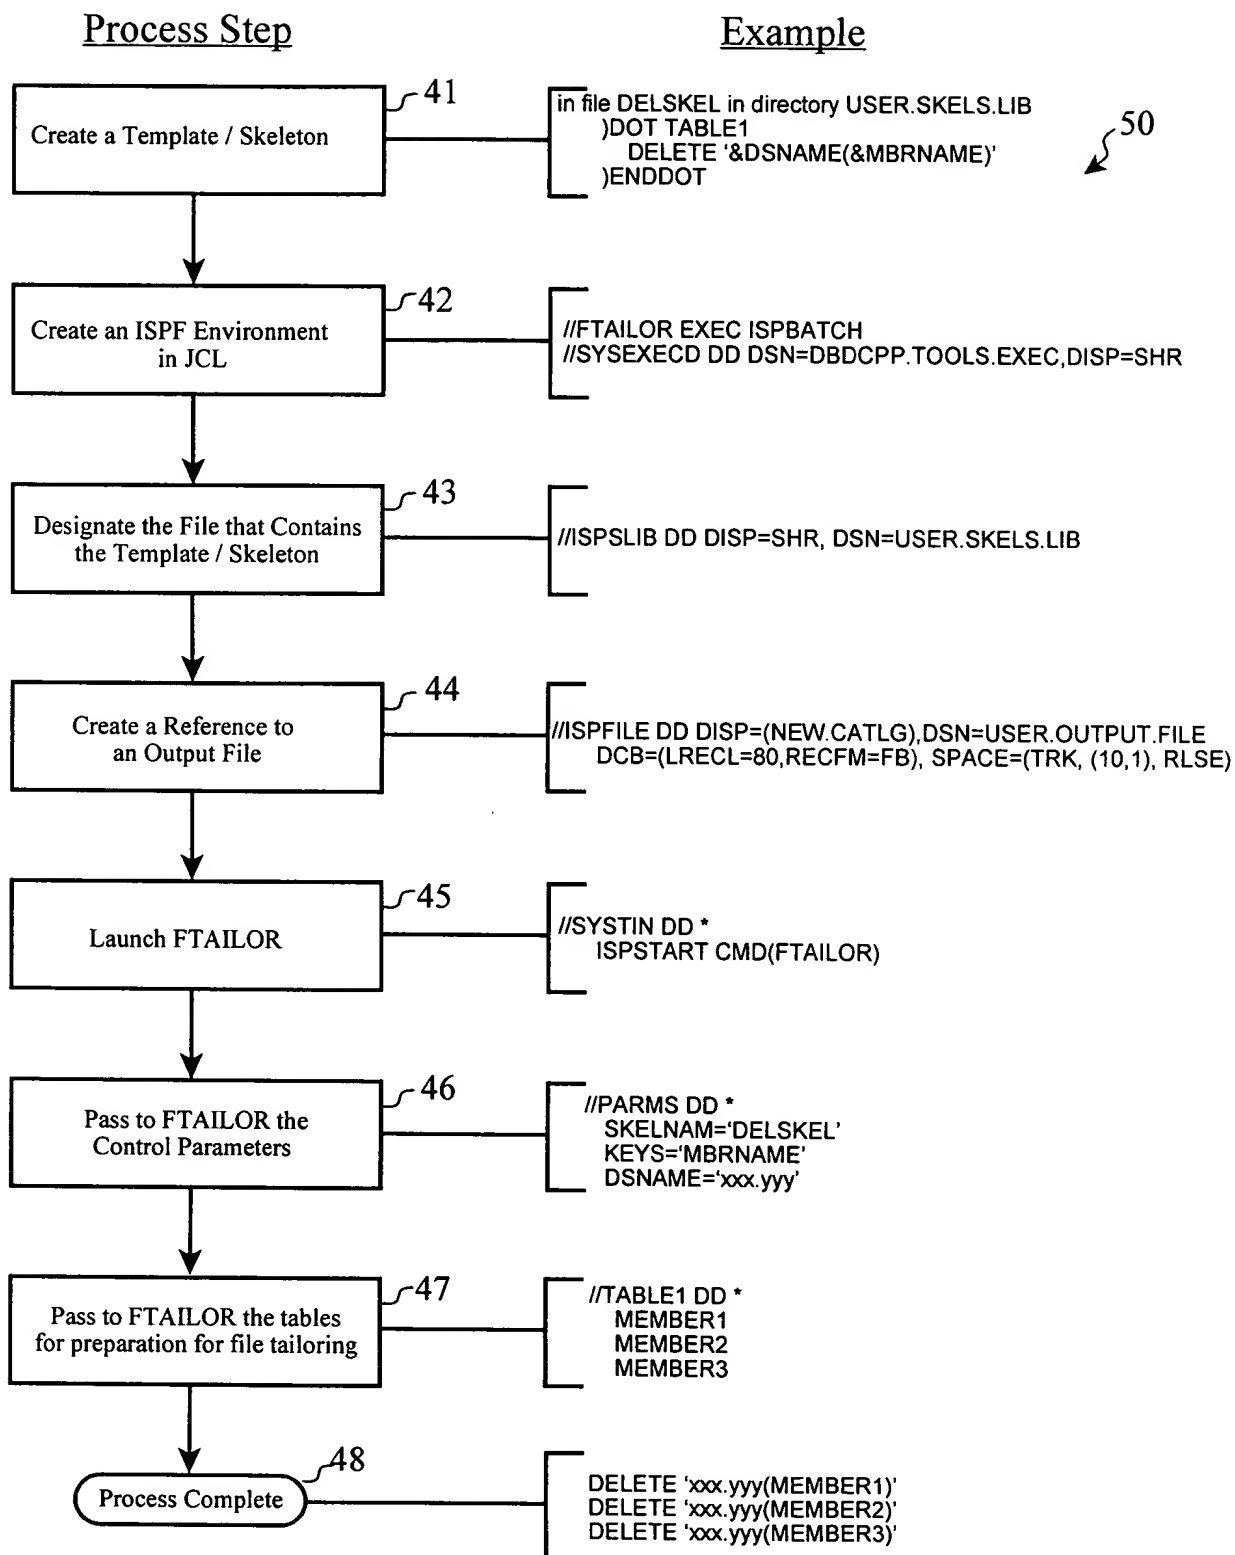 Process Step
Example
41
Create a Template / Skeleton
in file DELSKEL in directory USER.SKELS.LIB
)DOT TABLE1
DELETE ‘&DSNAME(&MBRNAME)’
)ENDDOT
50
42
Create an ISPF Environment
in JCL
//FTAILOR EXEC ISPBATCH
//SYSEXECD DD DSN=DBDCPP.TOOLS.EXEC,DISP=SHR
43
Designate the File that Contains
the Template / Skeleton
//ISPSLIB DD DISP=SHR, DSN=USER.SKELS.LIB
44
Create a Reference to
an Output File
//ISPFILE DD DISP=(NEW.CATLG),DSN=USER.OUTPUT.FILE
DCB=(LRECL=80,RECFM=FB), SPACE=(TRK, (10,1), RLSE)
45
Launch FTAILOR
//SYSTIN DD *
ISPSTART CMD(FTAILOR)
46
Pass to FTAILOR the
Control Parameters
//PARMS DD *
SKELNAM=‘DELSKEL’
KEYS=‘MBRNAME’
DSNAME=‘xxx.yyy’
47
Pass to FTAILOR the tables
for preparation for file tailoring
//TABLE1 DD *
MEMBER1
MEMBER2
MEMBER3
48
Process Complete
DELETE ‘xxx.yyy(MEMBER1)’
DELETE ‘xxx.yyy(MEMBER2)’
DELETE ‘xxx.yyy(MEMBER3)’